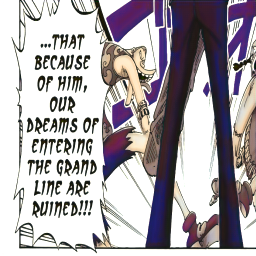 ...THAT
BECAUSE
OF HIM,
OUR
DREAMS OF
ENTERING
THE GRAND
LINE ARE
RUINED!!!